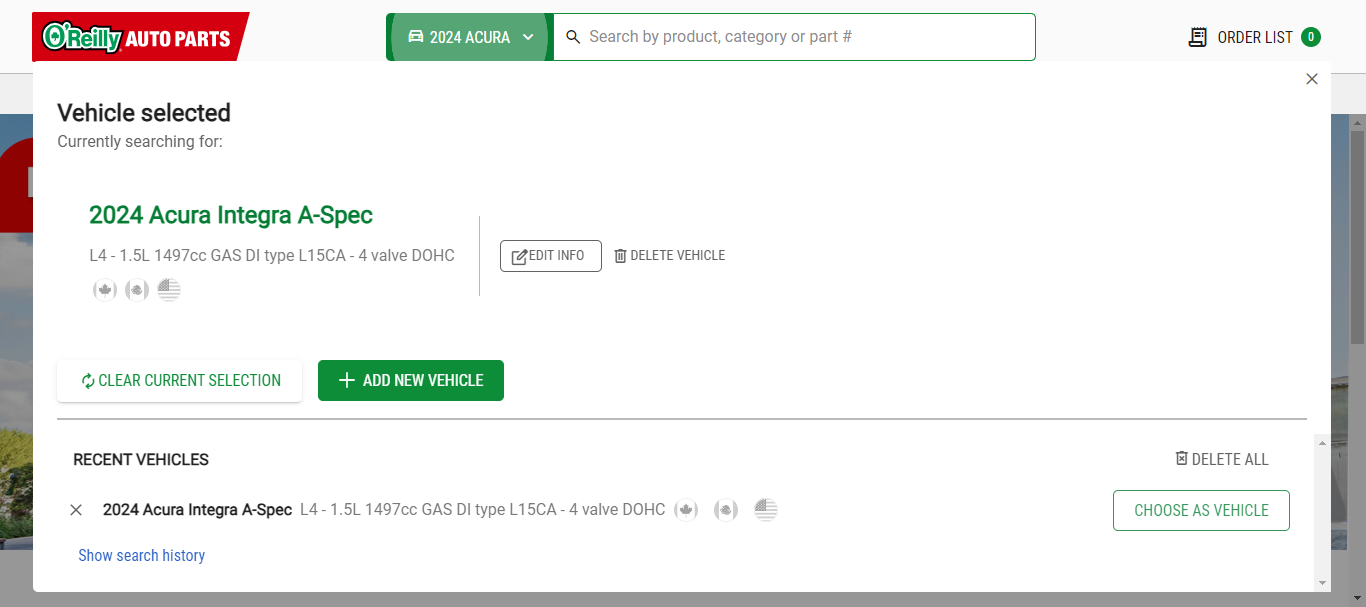 O'Reilly AUTO PARTS
2024 ACURA
Search by product, category or part #
ORDER LIST 0
Vehicle selected
Currently searching for:
2024 Acura Integra A-Spec
L4 - 1.5L 1497cc GAS DI type L15CA - 4 valve DOHC
EDIT INFO
DELETE VEHICLE
CLEAR CURRENT SELECTION
ADD NEW VEHICLE
RECENT VEHICLES
DELETE ALL
2024 Acura Integra A-Spec L4 - 1.5L 1497cc GAS DI type L15CA - 4 valve DOHC
CHOOSE AS VEHICLE
Show search history